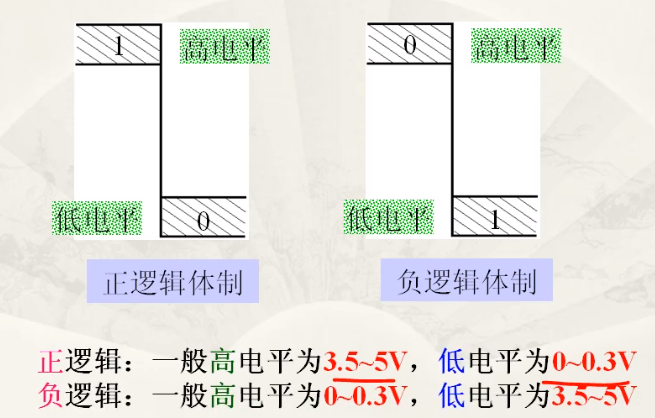 1 高电平 0 高电平
低电平 0 低电平 1
正逻辑体制 负逻辑体制
正逻辑：一般高电平为3.5~5V，低电平为0~0.3V
负逻辑：一般高电平为0~0.3V，低电平为3.5~5V